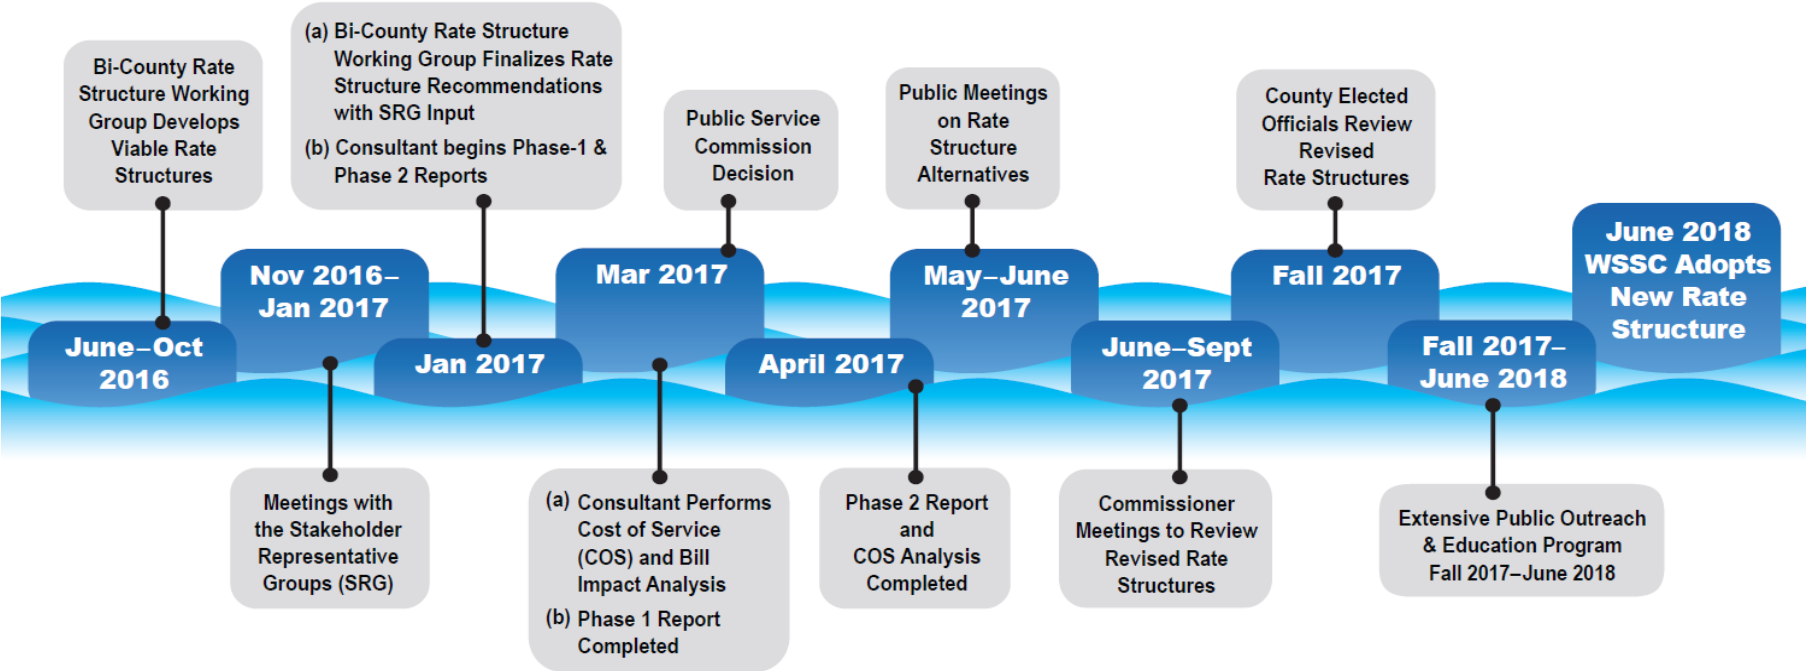 Bi-County Rate
Structure Working
Group Develops
Viable Rate
Structures
June–Oct
2016
Nov 2016–
Jan 2017
Meetings with
the Stakeholder
Representative
Groups (SRG)
(a) Bi-County Rate Structure
Working Group Finalizes Rate
Structure Recommendations
with SRG Input
(b) Consultant begins Phase-1 &
Phase 2 Reports
Jan 2017
Public Service
Commission
Decision
Mar 2017
(a) Consultant Performs
Cost of Service
(COS) and Bill
Impact Analysis
(b) Phase 1 Report
Completed
April 2017
Phase 2 Report
and
COS Analysis
Completed
Public Meetings
on Rate
Structure
Alternatives
May–June
2017
June–Sept
2017
Commissioner
Meetings to Review
Revised Rate
Structures
County Elected
Officials Review
Revised
Rate Structures
Fall 2017
Fall 2017–
June 2018
Extensive Public Outreach
& Education Program
Fall 2017–June 2018
June 2018
WSSC Adopts
New Rate
Structure